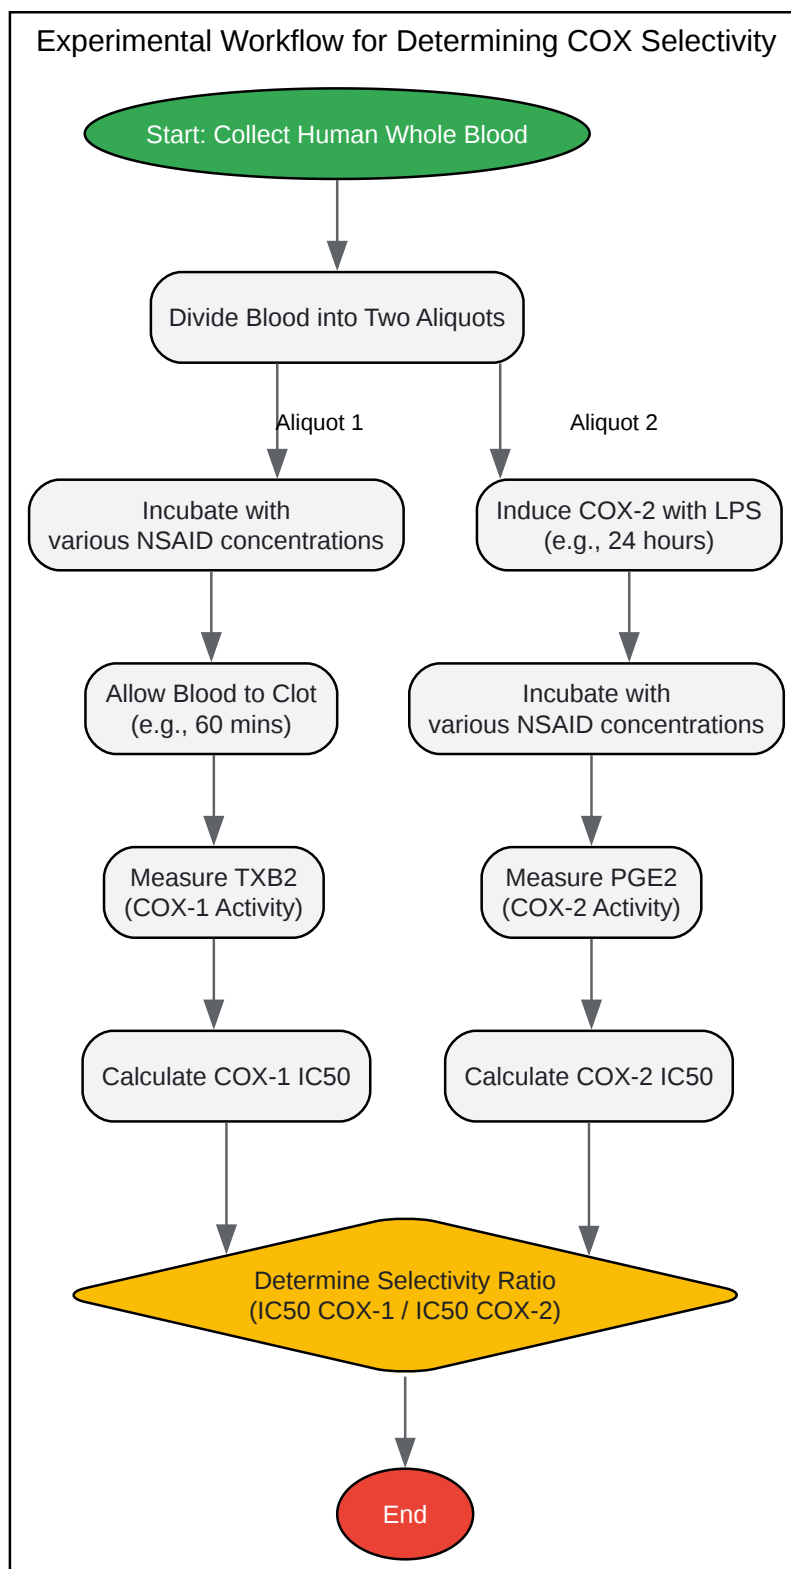 Experimental Workflow for Determining COX Selectivity
Start: Collect Human Whole Blood
Divide Blood into Two Aliquots
Aliquot 1
Aliquot 2
Incubate with
various NSAID concentrations
Induce COX-2 with LPS
(e.g., 24 hours)
Allow Blood to Clot
(e.g., 60 mins)
Incubate with
various NSAID concentrations
Measure TXB2
(COX-1 Activity)
Measure PGE2
(COX-2 Activity)
Calculate COX-1 IC50
Calculate COX-2 IC50
Determine Selectivity Ratio
(IC50 COX-1 / IC50 COX-2)
End